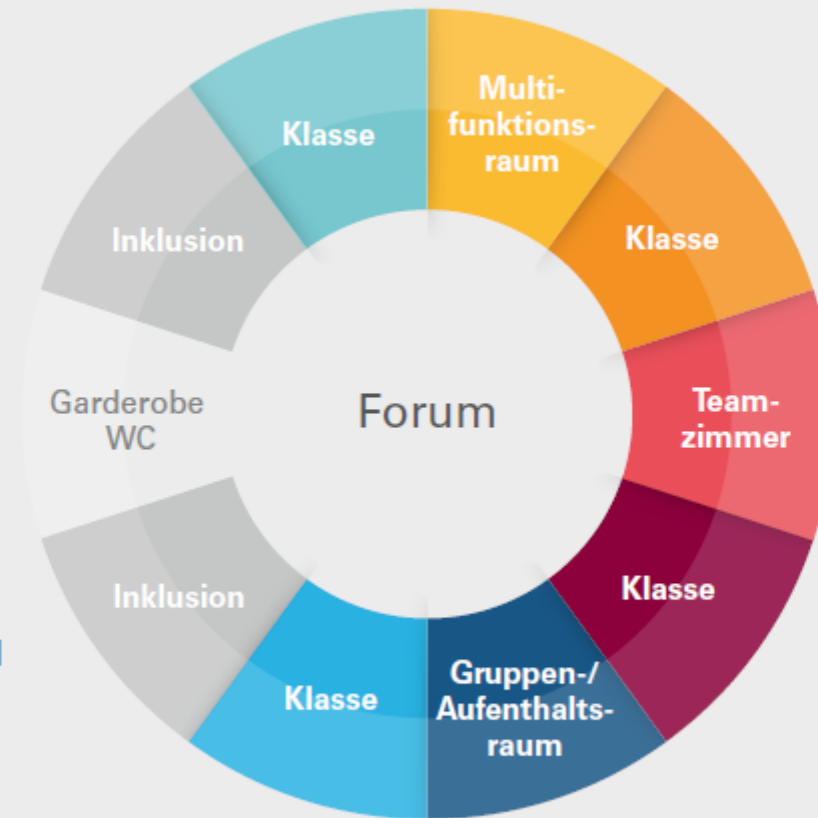 Multi-
funktions-
raum
Klasse
Team-
zimmer
Klasse
Gruppen-/
Aufenthalts-
raum
Klasse
Inklusion
Garderobe
WC
Inklusion
Klasse
Forum